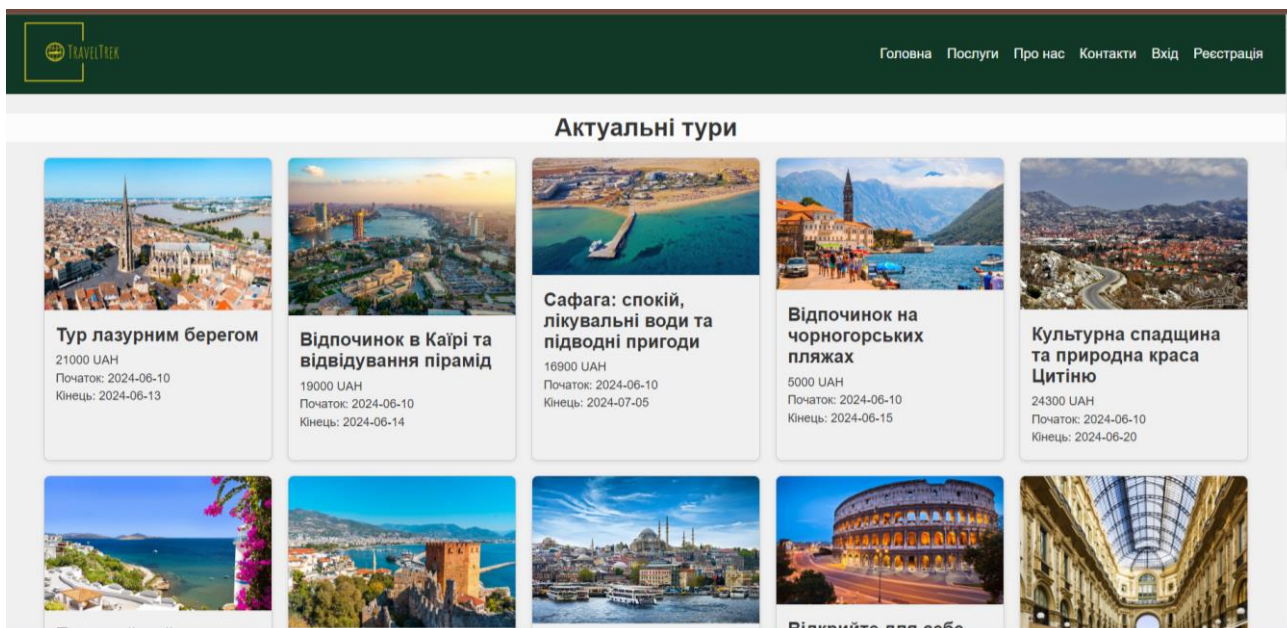 TRAVELTREK
Головна Послуги Про нас Контакти Вхід Реєстрація
Актуальні тури
Тур лазурним берегом
21000 UAH
Початок: 2024-06-10
Кінець: 2024-06-13
Відпочинок в Каїрі та
відвідування пірамід
19000 UAH
Початок: 2024-06-10
Кінець: 2024-06-14
Сафага: спокій,
лікувальні води та
підводні пригоди
16900 UAH
Початок: 2024-06-10
Кінець: 2024-07-05
Відпочинок на
чорногорських
пляжах
5000 UAH
Початок: 2024-06-10
Кінець: 2024-06-15
Культурна спадщина
та природна краса
Цитіню
24300 UAH
Початок: 2024-06-10
Кінець: 2024-06-20
Відкрийте для себе